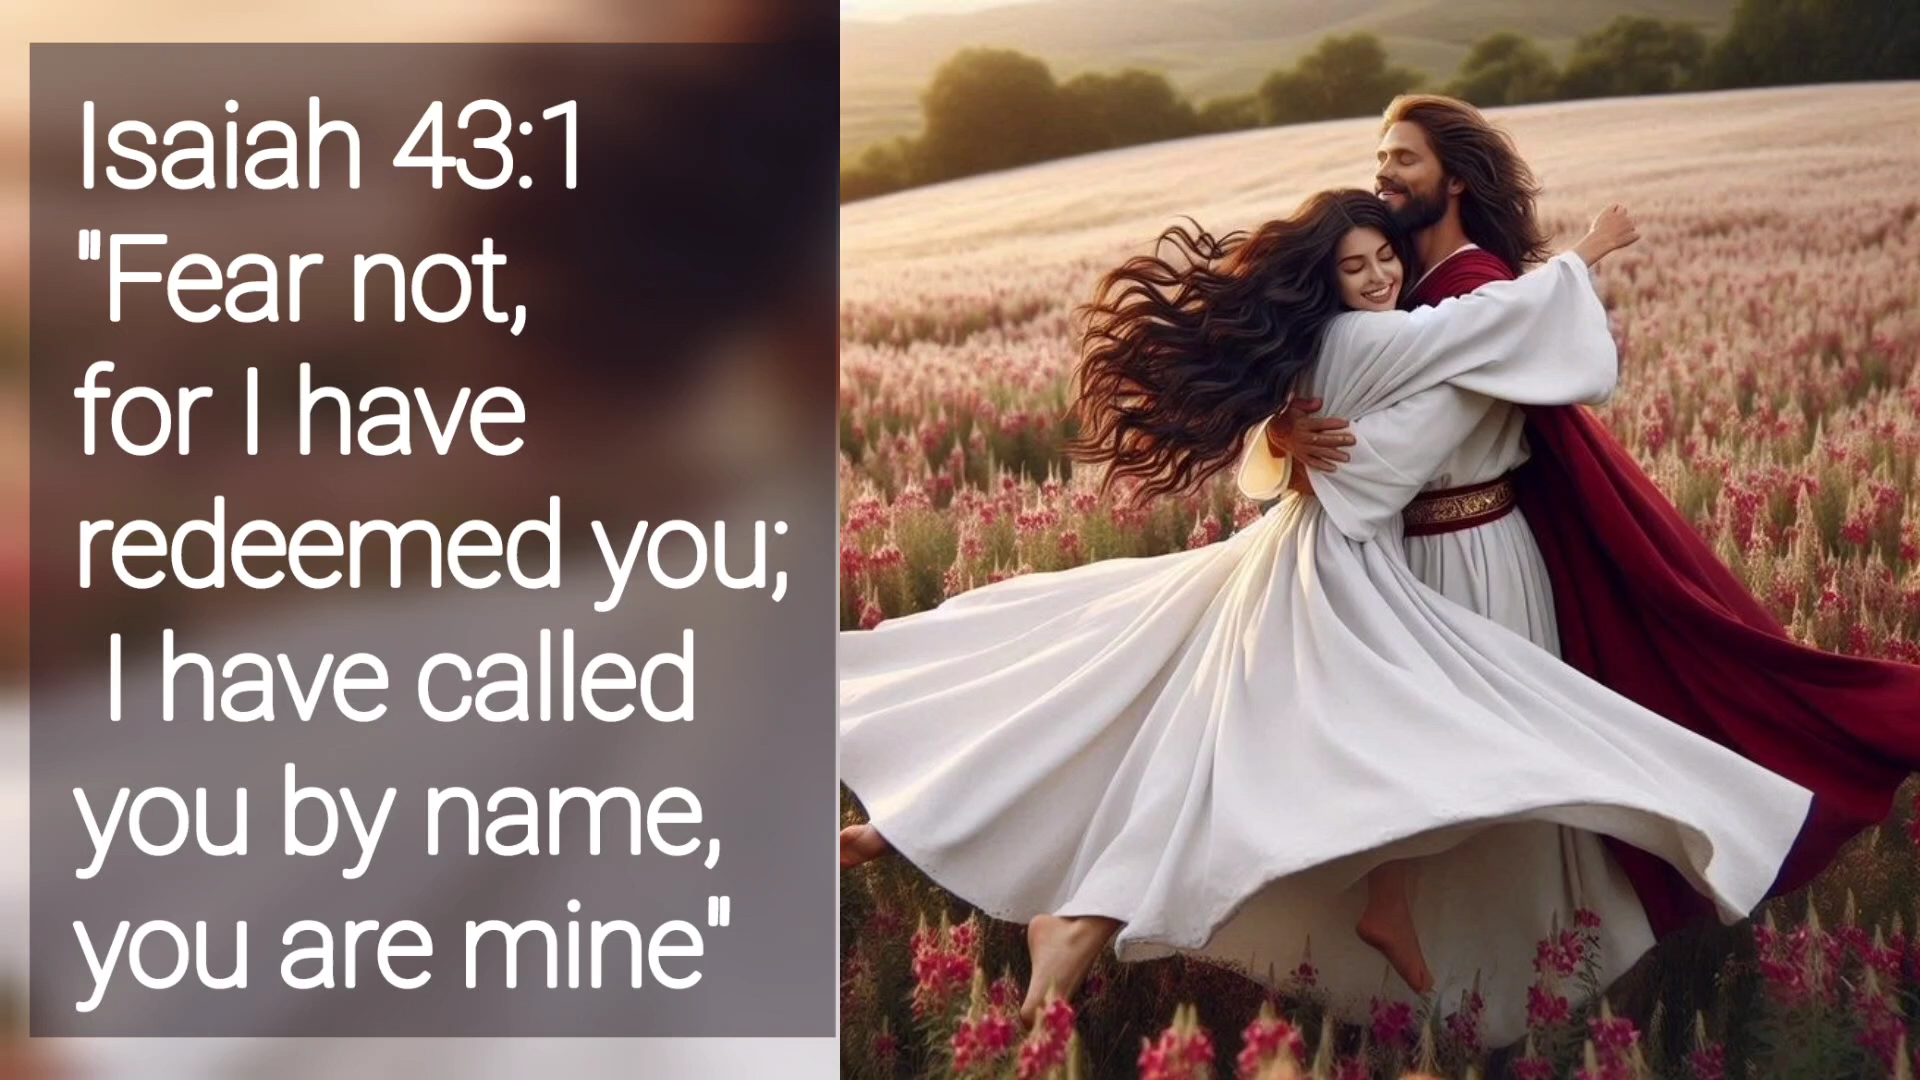 Isaiah 43:1
"Fear not,
for I have
redeemed you;
I have called
you by name,
you are mine"